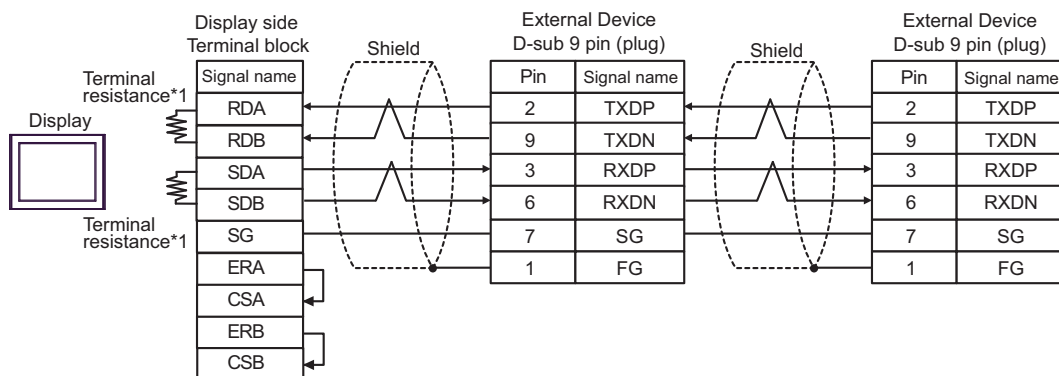 Display side
Terminal block
Shield
External Device
D-sub 9 pin (plug)
Shield
External Device
D-sub 9 pin (plug)
Terminal
resistance*1
Display
Terminal
resistance*1
Signal name
RDA
RDB
SDA
SDB
SG
ERA
CSA
ERB
CSB
Pin Signal name
2 TXDP
9 TXDN
3 RXDP
6 RXDN
7 SG
1 FG
Pin Signal name
2 TXDP
9 TXDN
3 RXDP
6 RXDN
7 SG
1 FG